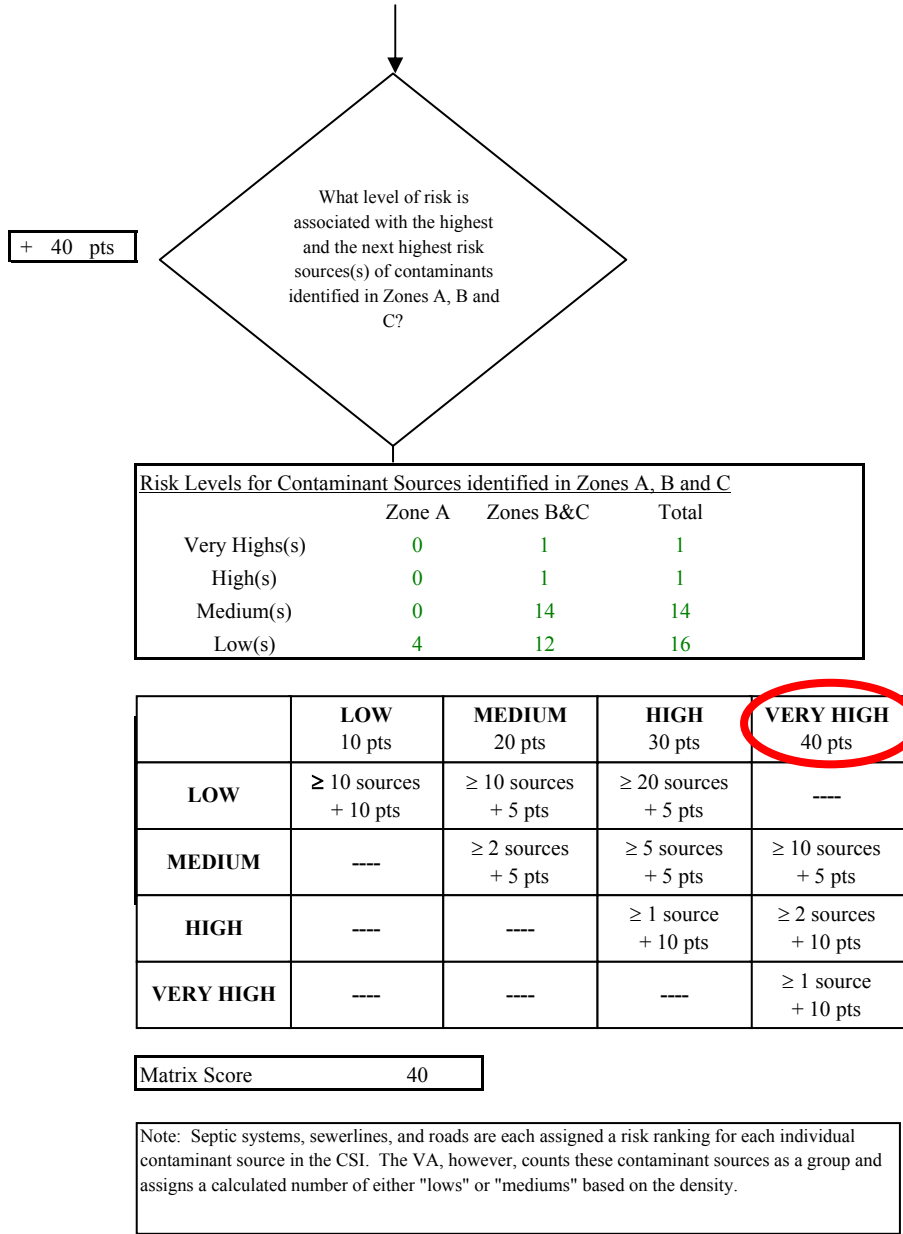 What level of risk is
associated with the highest
and the next highest risk
sources(s) of contaminants
identified in Zones A, B and
C?
+ 40 pts
Risk Levels for Contaminant Sources identified in Zones A, B and C
Zone A Zones B&C Total
Very Highs(s) 0 1 1
High(s) 0 1 1
Medium(s) 0 14 14
Low(s) 4 12 16
LOW MEDIUM HIGH VERY HIGH
10 pts 20 pts 30 pts 40 pts
LOW ≥ 10 sources ≥ 10 sources ≥ 20 sources ----
+ 10 pts + 5 pts + 5 pts
MEDIUM ---- ≥ 2 sources ≥ 5 sources ≥ 10 sources
+ 5 pts + 5 pts + 5 pts
HIGH ---- ---- ≥ 1 source ≥ 2 sources
+ 10 pts + 10 pts
VERY HIGH ---- ---- ---- ≥ 1 source
+ 10 pts
Matrix Score 40
Note: Septic systems, sewerlines, and roads are each assigned a risk ranking for each individual
contaminant source in the CSI. The VA, however, counts these contaminant sources as a group and
assigns a calculated number of either "lows" or "mediums" based on the density.